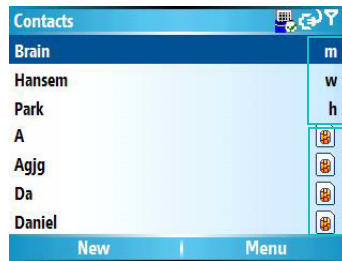 Contacts
Brain m
Hansem w
Park h
A
Agjg
Da
Daniel
New Menu